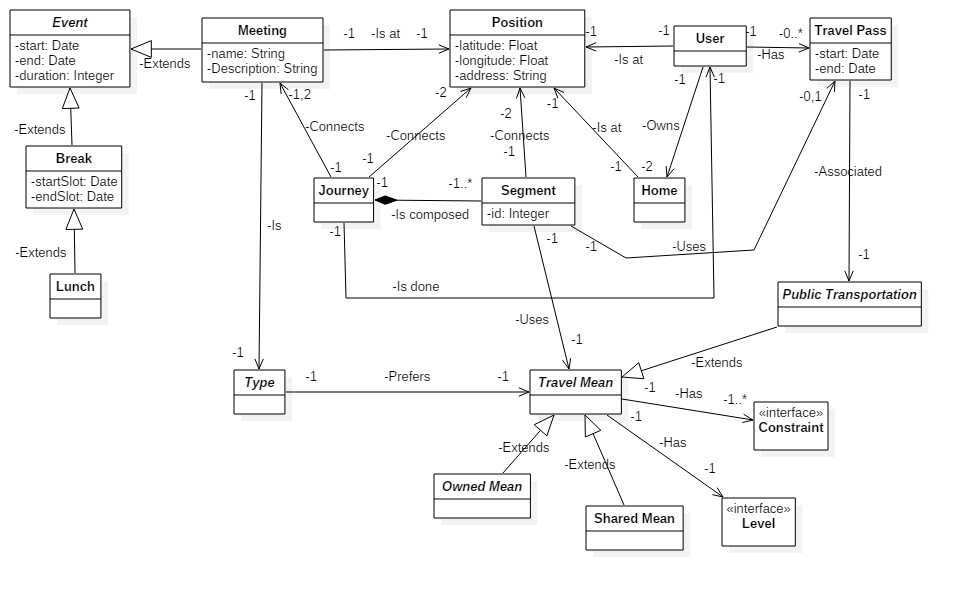 Event
-start: Date
-end: Date
-duration: Integer
-Extends
Meeting
-name: String
-Description: String
-1
-Is at
-1
Position
-latitude: Float
-longitude: Float
-address: String
-1
-Is at
-1
User
-1
-Has
-0..*
Travel Pass
-start: Date
-end: Date
-Extends
Break
-startSlot: Date
-endSlot: Date
-Extends
Lunch
-1
-Is
-1
-1,2
-Connects
-1
-2
-Connects
-1
-2
-Connects
-1
-1
-Is at
-1
-1
-Owns
-2
-1
-0,1
-1
-Associated
-1
Journey
-1
-1..*
-Is composed
Segment
-id: Integer
Home
-1
-Is done
-1
-Uses
-1
-Uses
-1
Public Transportation
-Extends
Type
-1
-Prefers
-1
Travel Mean
-1
-Has
-1..*
«interface»
Constraint
-1
-Has
-1
«interface»
Level
-Extends
Owned Mean
-Extends
Shared Mean